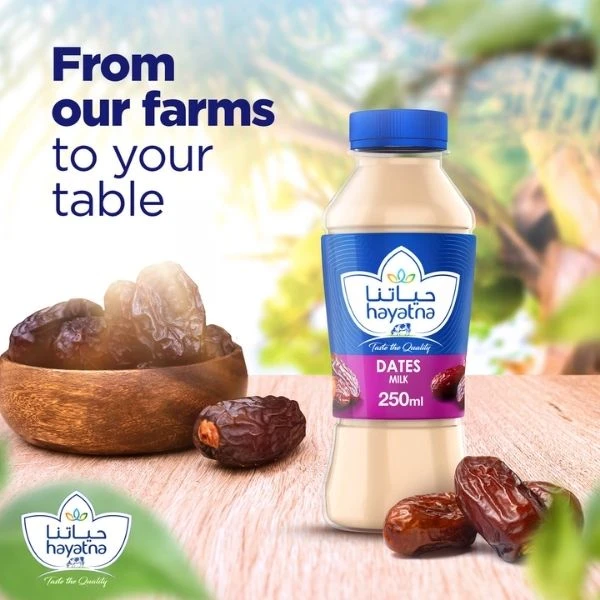 From
our farms
to your
table
حياتنا
hayatna
Taste the Quality
DATES
MILK
250ml
حياتنا
hayatna
Taste the Quality